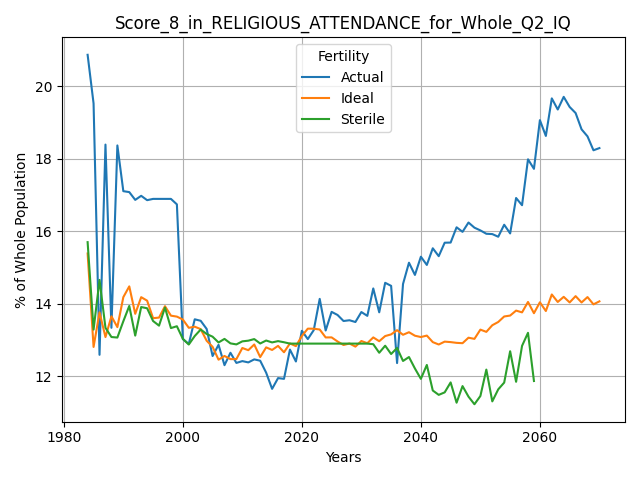 Score_8_in_RELIGIOUS_ATTENDANCE_for_Whole_Q2_IQ
Fertility
Actual
Ideal
Sterile
% of Whole Population
20
18
16
14
12
1980
2000
2020
2040
2060
Years